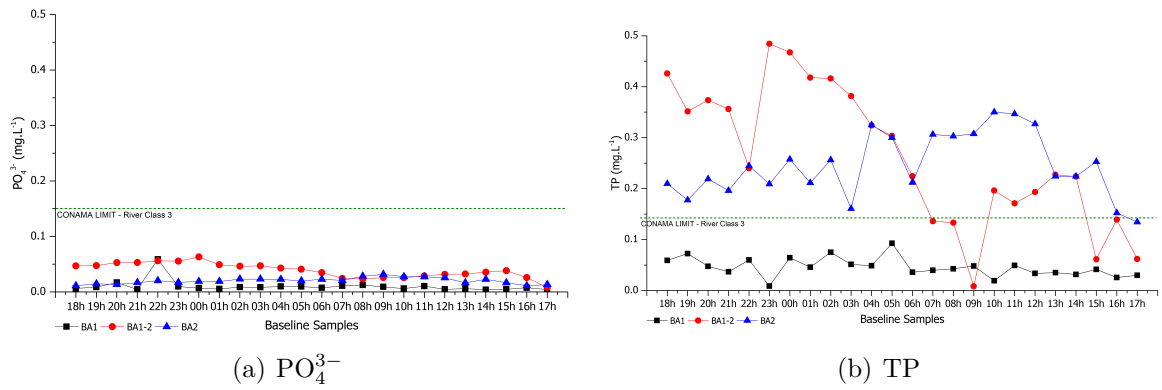 0.5
0.4
0.3
0.2
0.1
0.0
PO₄³⁻ (mg.L⁻¹)
CONAMA LIMIT - River Class 3
18h 19h 20h 21h 22h 23h 00h 01h 02h 03h 04h 05h 06h 07h 08h 09h 10h 11h 12h 13h 14h 15h 16h 17h
Baseline Samples
BA1 BA1-2 BA2
(a) PO₄³⁻
0.5
0.4
0.3
0.2
0.1
0.0
TP (mg.L⁻¹)
CONAMA LIMIT - River Class 3
18h 19h 20h 21h 22h 23h 00h 01h 02h 03h 04h 05h 06h 07h 08h 09h 10h 11h 12h 13h 14h 15h 16h 17h
Baseline Samples
BA1 BA1-2 BA2
(b) TP